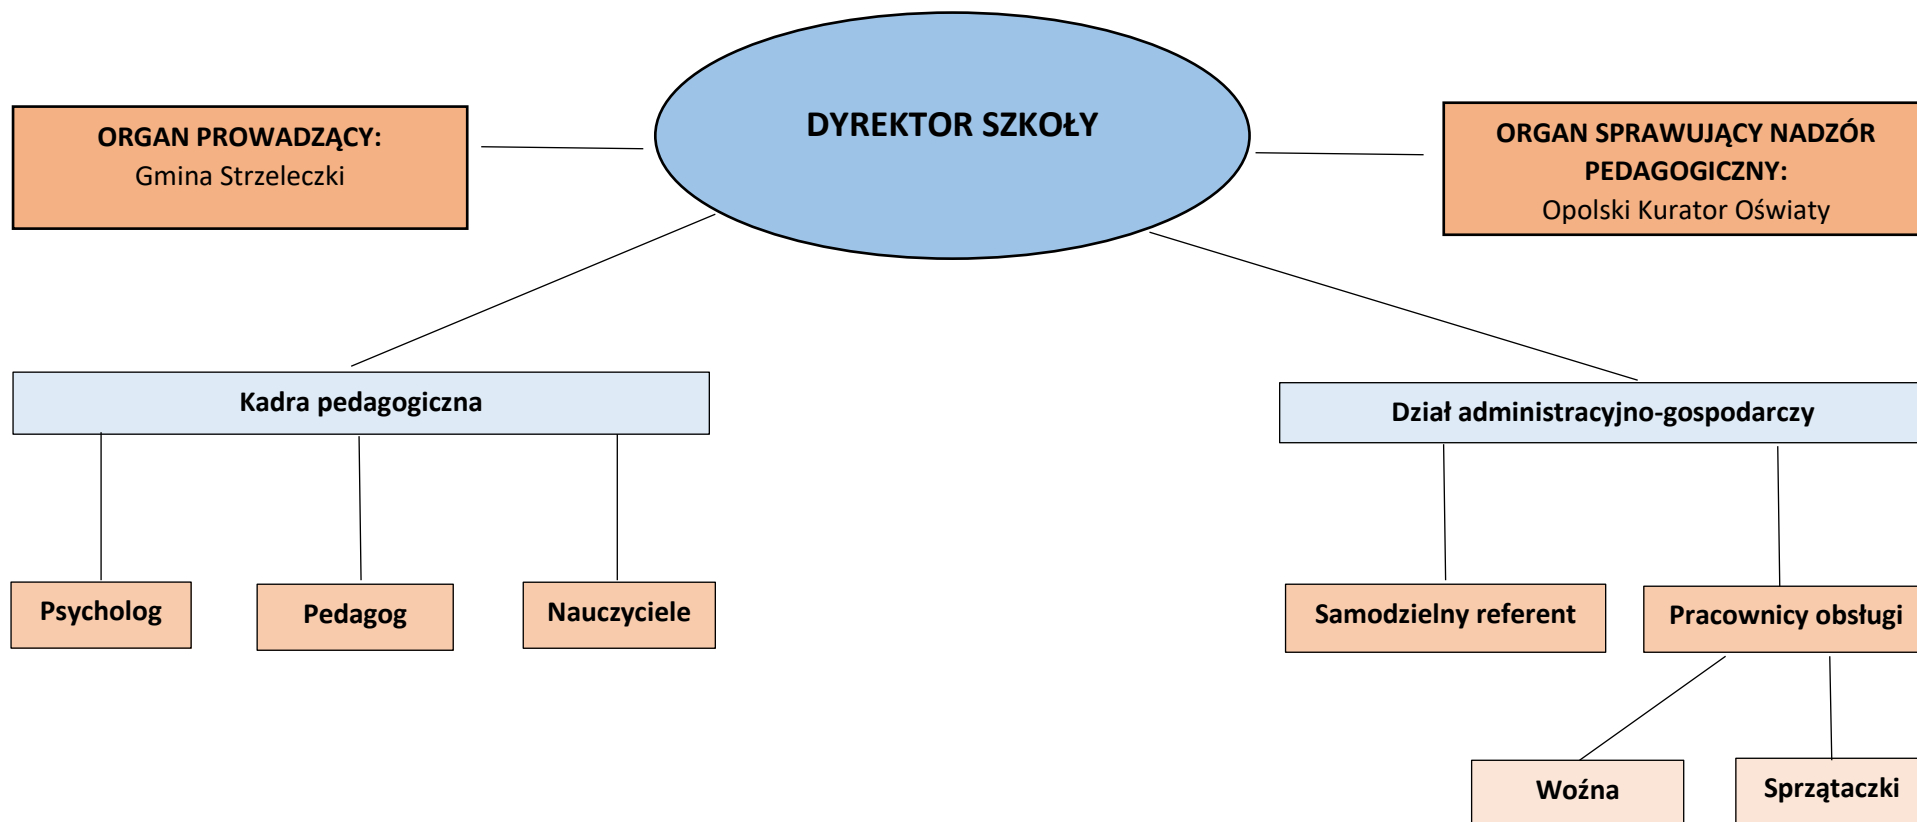 DYREKTOR SZKOŁY
ORGAN PROWADZĄCY:
Gmina Strzeleczki
ORGAN SPRAWUJĄCY NADZÓR
PEDAGOGICZNY:
Opolski Kurator Oświaty
Kadra pedagogiczna
Dział administracyjno-gospodarczy
Psycholog
Pedagog
Nauczyciele
Samodzielny referent
Pracownicy obsługi
Woźna
Sprzątaczki